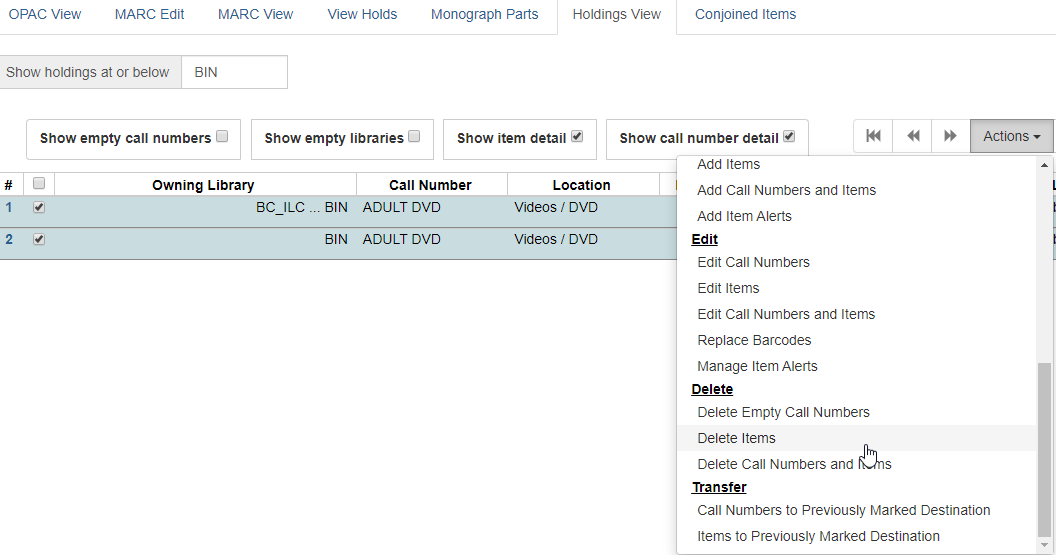 OPAC View MARC Edit MARC View View Holds Monograph Parts Holdings View Conjoined Items
Show holdings at or below BIN
Show empty call numbers Show empty libraries Show item detail Show call number detail Actions
# Owning Library Call Number Location
1 BC_ILC ... BIN ADULT DVD Videos / DVD
2 BIN ADULT DVD Videos / DVD
Add Items
Add Call Numbers and Items
Add Item Alerts
Edit
Edit Call Numbers
Edit Items
Edit Call Numbers and Items
Replace Barcodes
Manage Item Alerts
Delete
Delete Empty Call Numbers
Delete Items
Delete Call Numbers and Items
Transfer
Call Numbers to Previously Marked Destination
Items to Previously Marked Destination